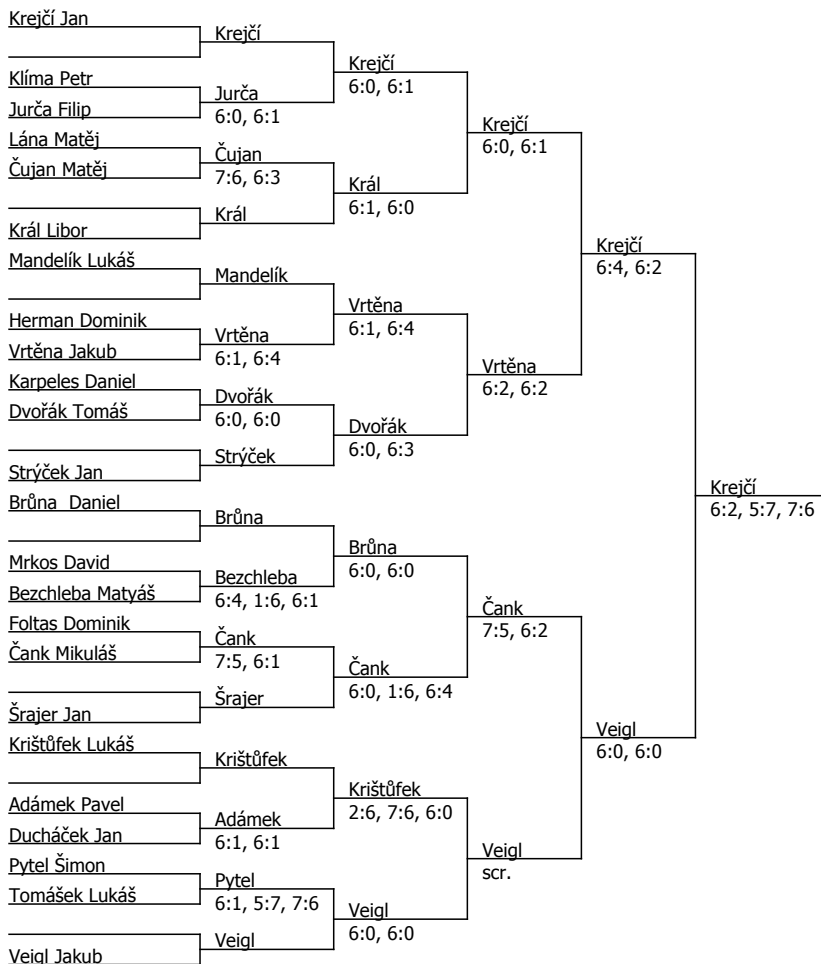 Krejčí Jan
Krejčí
Klíma Petr
Krejčí
6:0, 6:1
Jurča Filip
Jurča
6:0, 6:1
Lána Matěj
Krejčí
6:0, 6:1
Čujan Matěj
Čujan
7:6, 6:3
Král
6:1, 6:0
Král Libor
Král
Mandelík Lukáš
Krejčí
6:4, 6:2
Mandelík
Herman Dominik
Vrtěna
6:1, 6:4
Vrtěna Jakub
Vrtěna
6:1, 6:4
Karpeles Daniel
Vrtěna
6:2, 6:2
Dvořák Tomáš
Dvořák
6:0, 6:0
Dvořák
6:0, 6:3
Strýček Jan
Strýček
Brůna  Daniel
Krejčí
6:2, 5:7, 7:6
Brůna
Mrkos David
Brůna
6:0, 6:0
Bezchleba Matyáš
Bezchleba
6:4, 1:6, 6:1
Foltas Dominik
Čank
7:5, 6:2
Čank Mikuláš
Čank
7:5, 6:1
Čank
6:0, 1:6, 6:4
Šrajer Jan
Šrajer
Krištůfek Lukáš
Veigl
6:0, 6:0
Krištůfek
Adámek Pavel
Krištůfek
2:6, 7:6, 6:0
Ducháček Jan
Adámek
6:1, 6:1
Pytel Šimon
Veigl
scr.
Tomášek Lukáš
Pytel
6:1, 5:7, 7:6
Veigl
6:0, 6:0
Veigl Jakub
Veigl